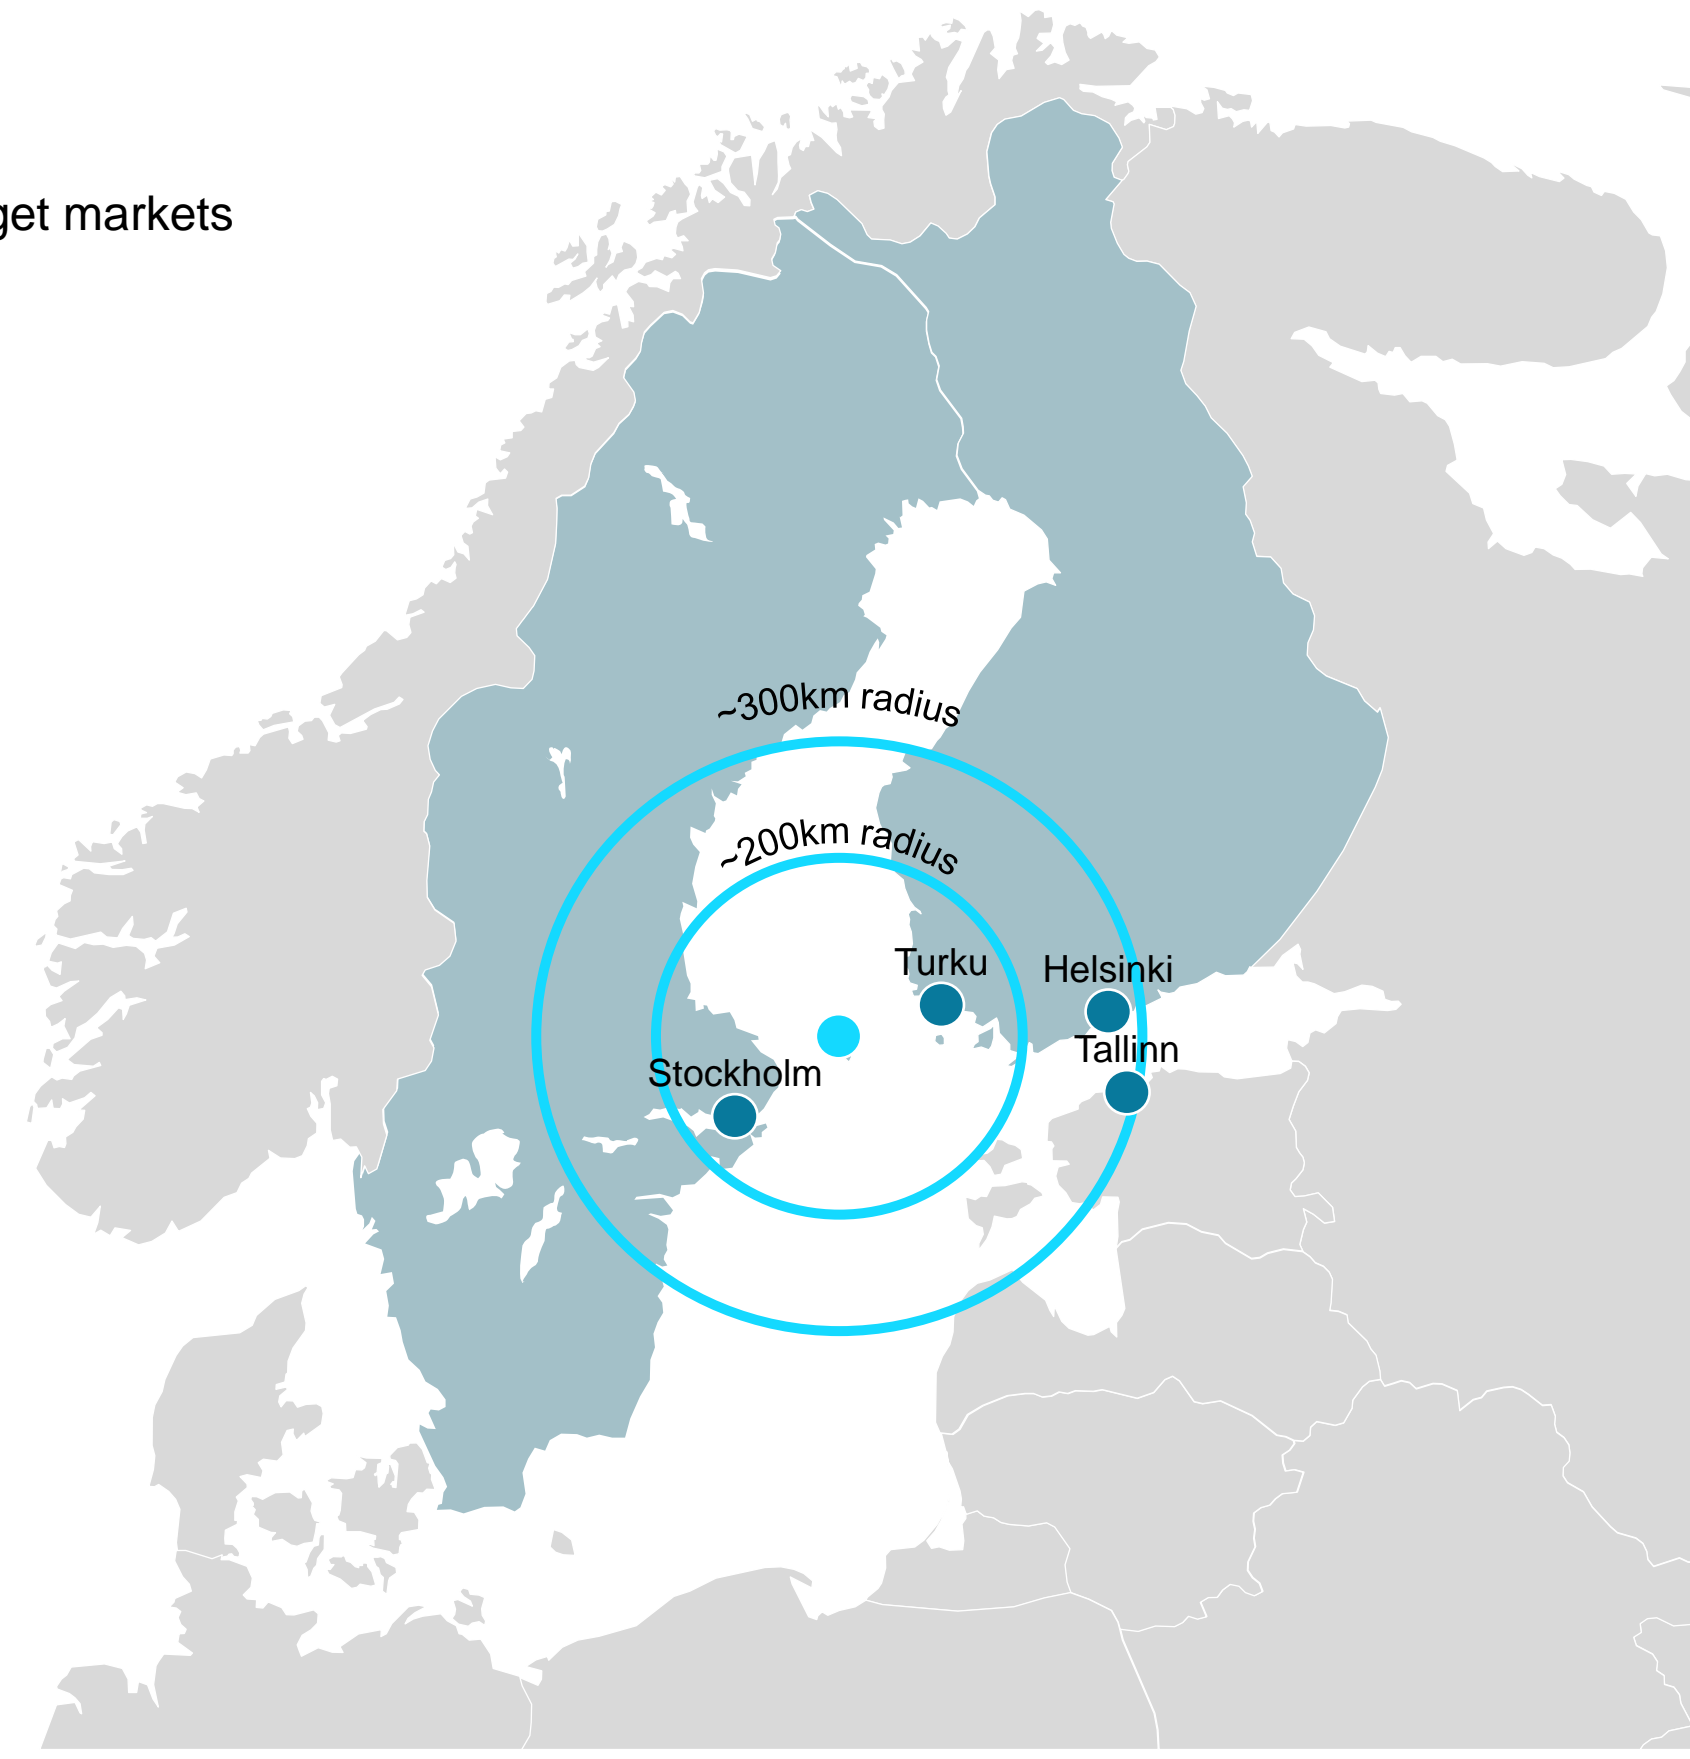 get markets
~300km radius
~200km radius
Turku
Helsinki
Tallinn
Stockholm